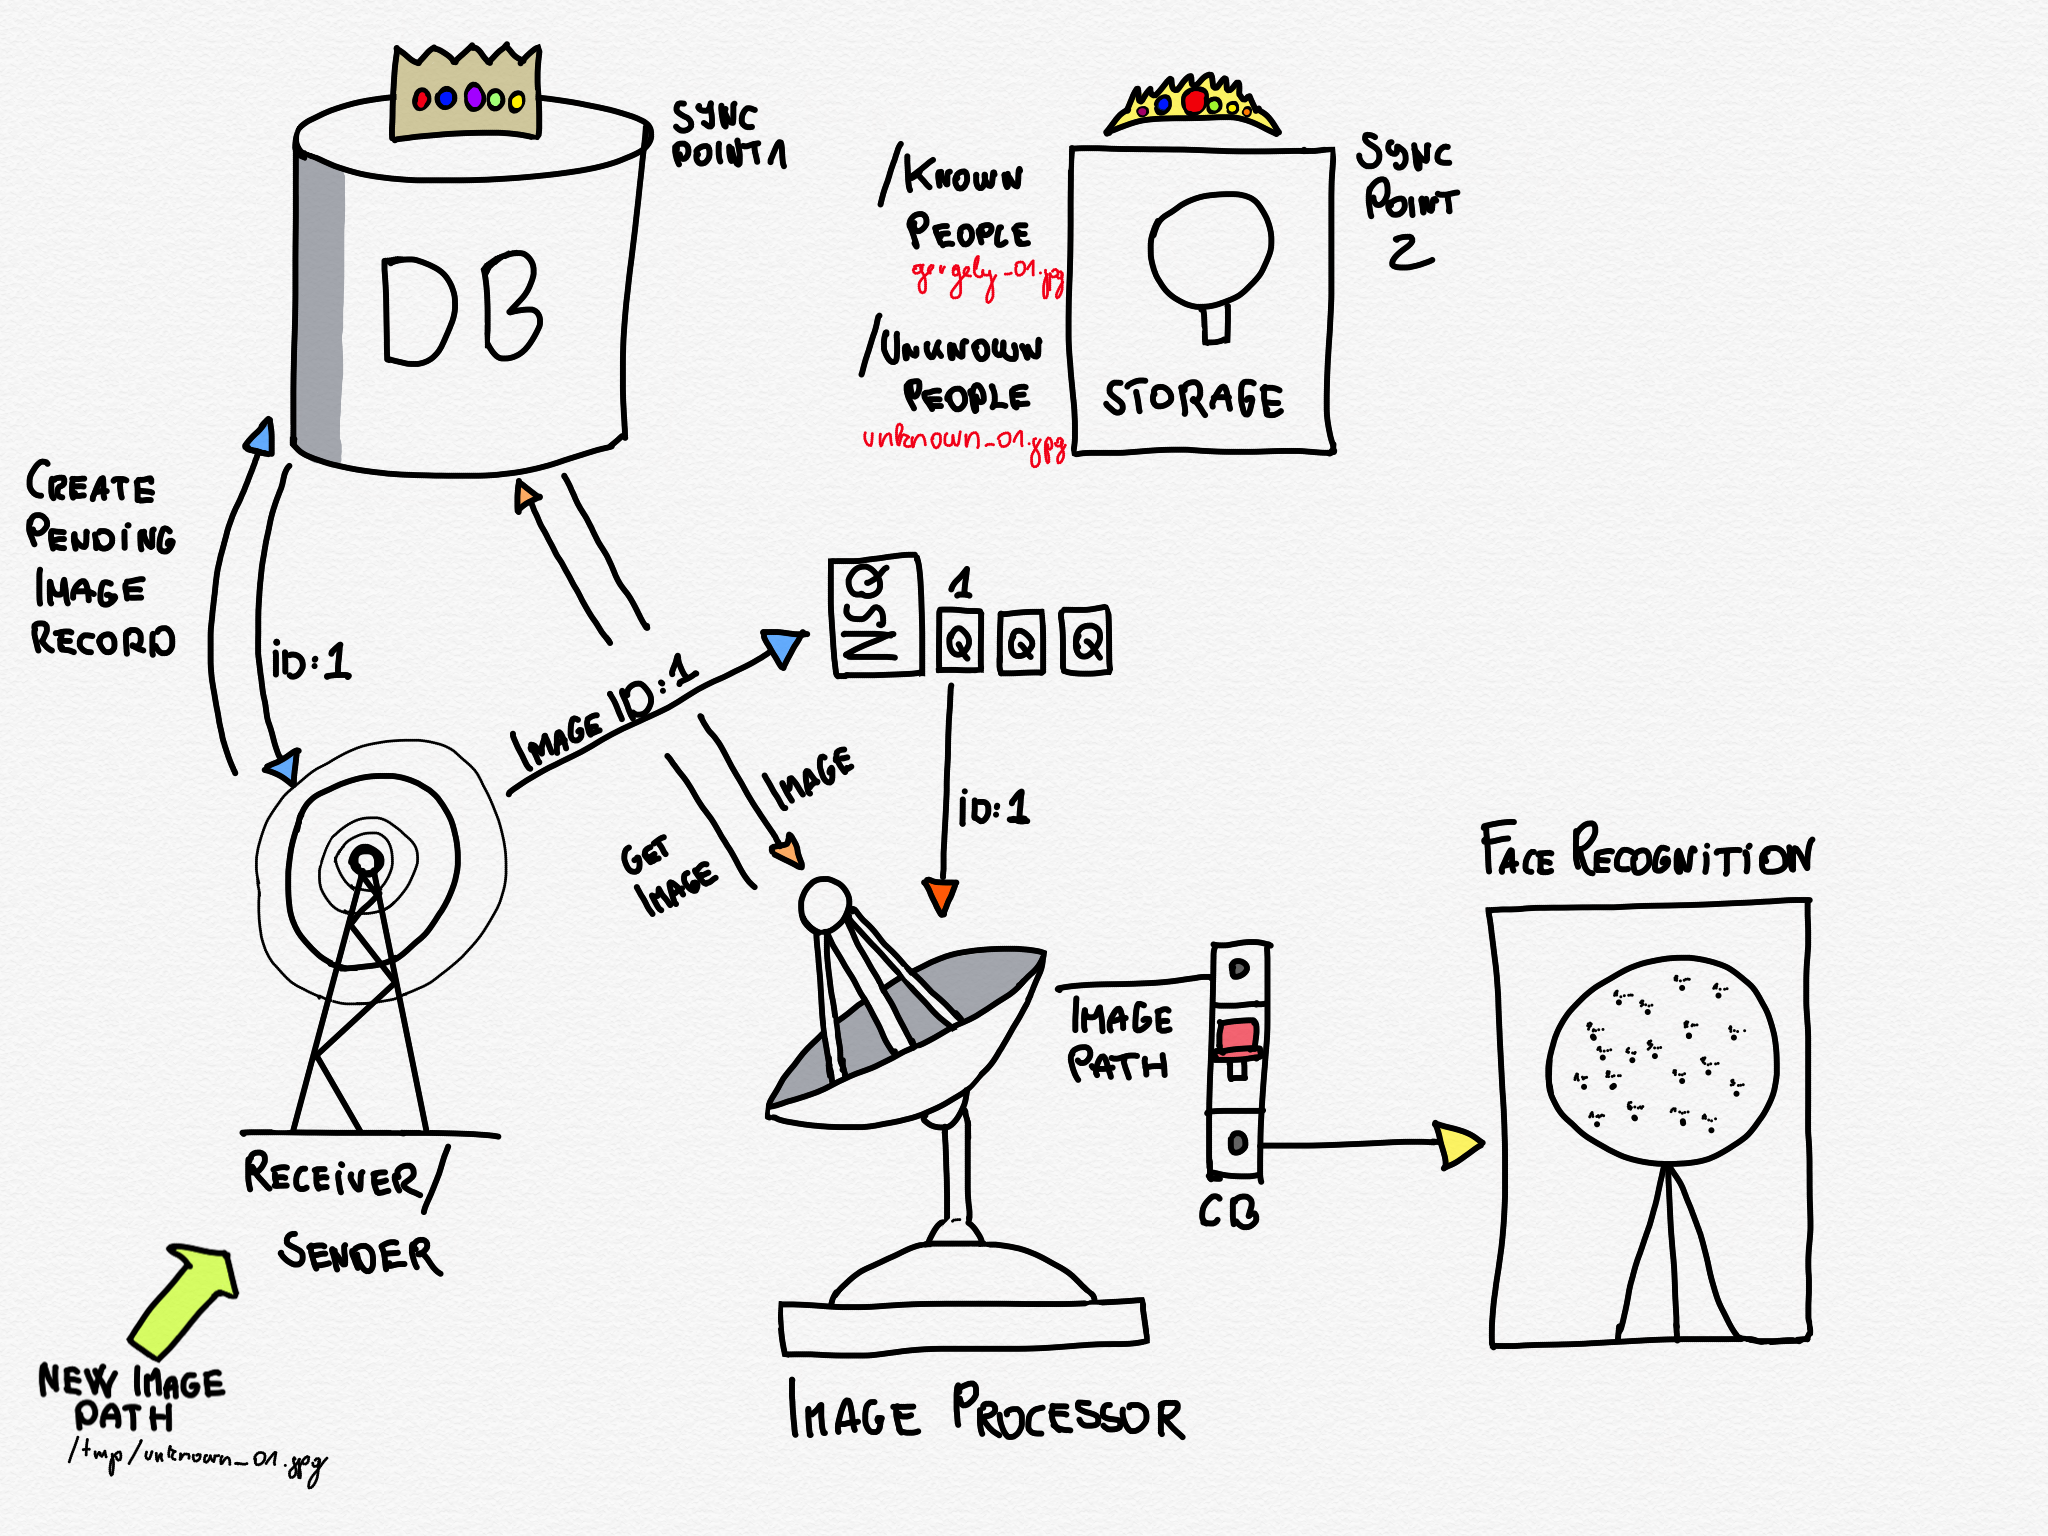 SYNC
POINT 1
DB
/KNOWN
PEOPLE
gergely_01.jpg
/UNKNOWN
PEOPLE
unknown_01.jpg
STORAGE
SYNC
POINT
2
CREATE
PENDING
IMAGE
RECORD
ID:1
IMAGE ID:1
NSQ
1
Q Q Q
IMAGE
GET
IMAGE
ID:1
FACE RECOGNITION
IMAGE
PATH
CB
RECEIVER/
SENDER
NEW IMAGE
PATH
/tmp/unknown_01.jpg
IMAGE PROCESSOR